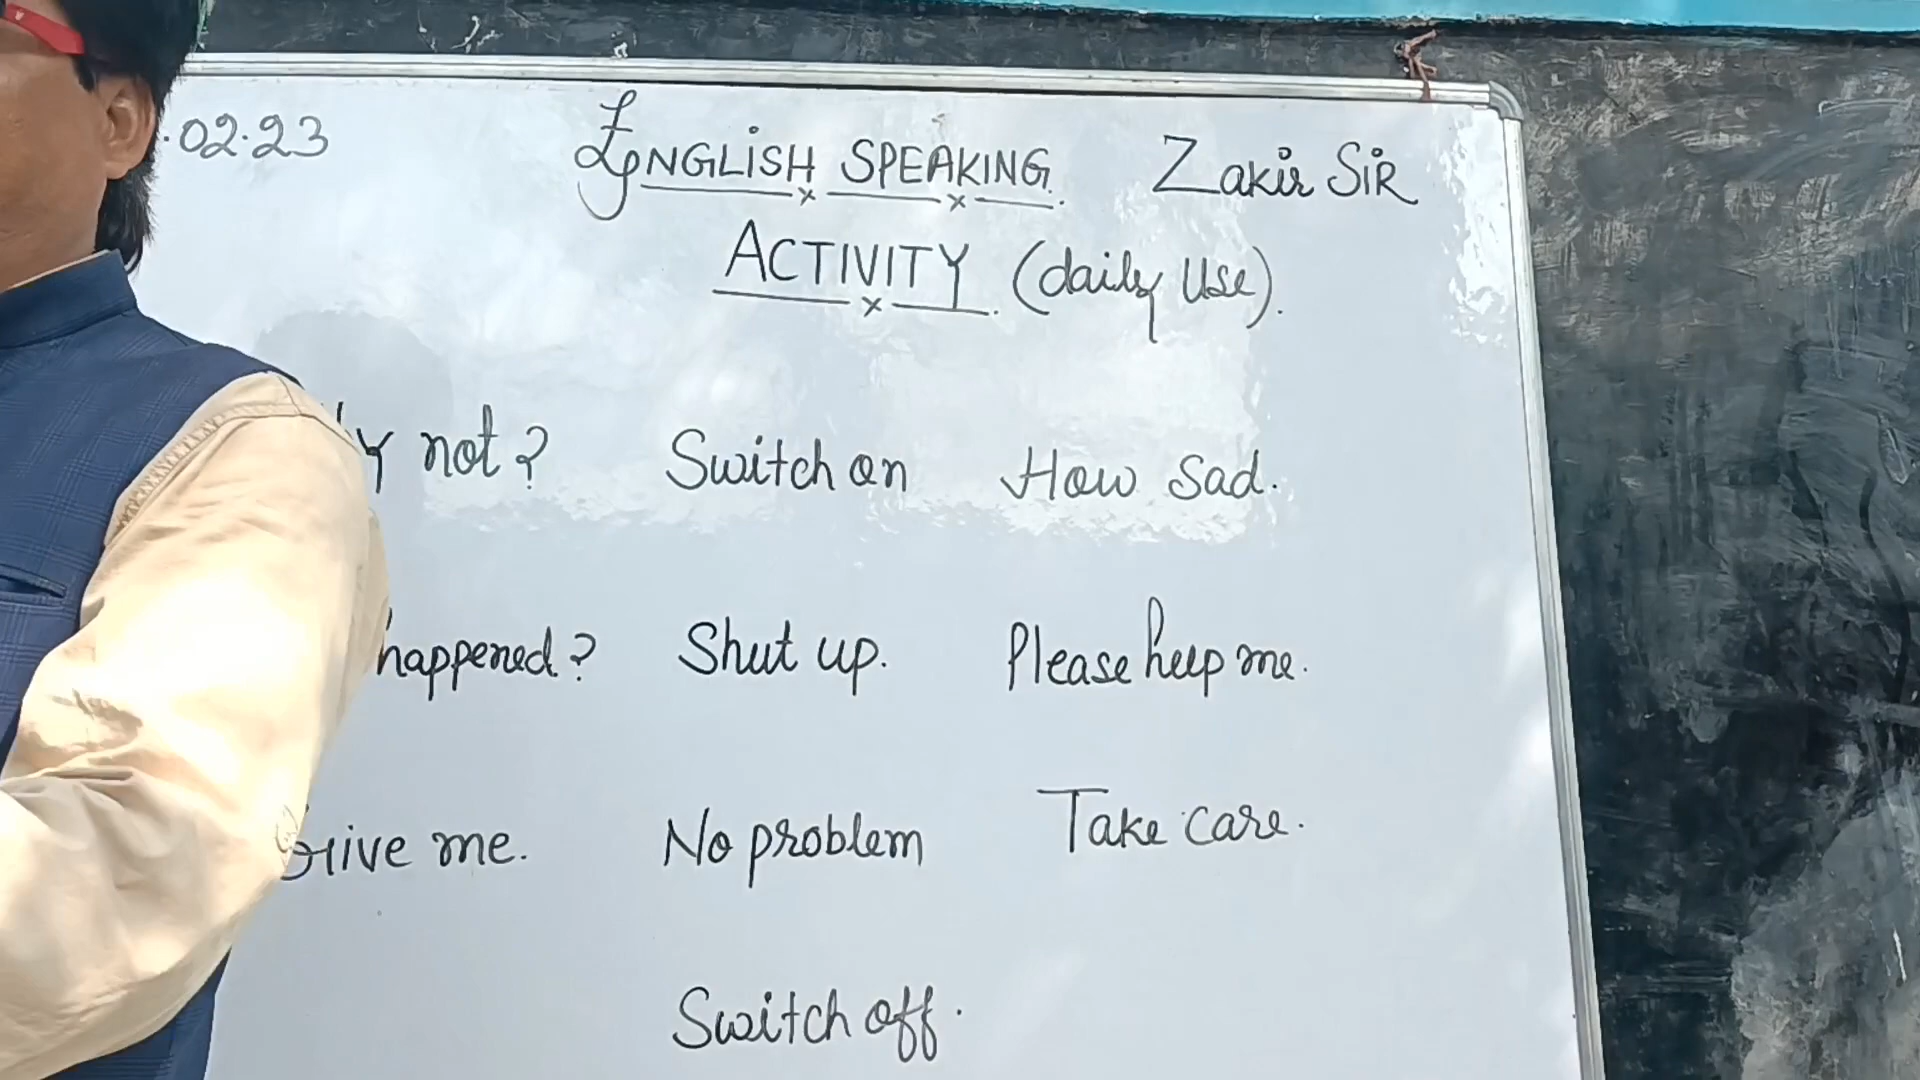 .02.23 ENGLISH SPEAKING. Zakir SiR
ACTIVITY. (daily Use).
not? Switch on How sad.
happened? Shut up. Please help me.
Give me. No problem Take care.
Switch off.